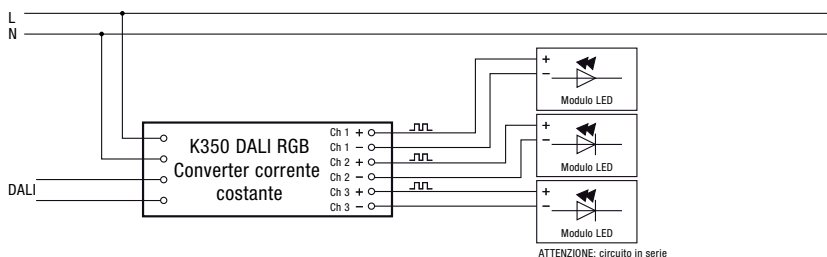 L
N
DALI
K350 DALI RGB
Converter corrente
costante
Ch 1 +
Ch 1 −
Ch 2 +
Ch 2 −
Ch 3 +
Ch 3 −
+
−
Modulo LED
+
−
Modulo LED
+
−
Modulo LED
ATTENZIONE: circuito in serie